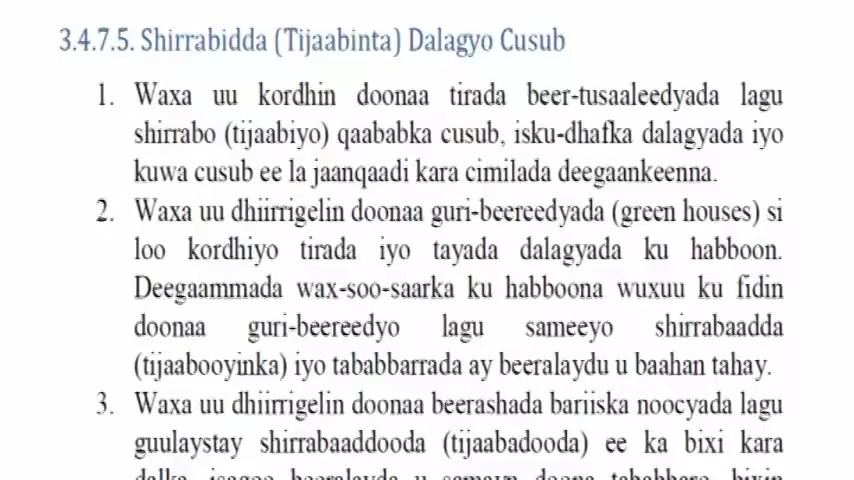 3.4.7.5. Shirrabidda (Tijaabinta) Dalagyo Cusub
1. Waxa uu kordhin doonaa tirada beer-tusaaleedyada lagu
shirrabo (tijaabiyo) qaababka cusub, isku-dhafka dalagyada iyo
kuwa cusub ee la jaanqaadi kara cimilada deegaankeenna.
2. Waxa uu dhiirrigelin doonaa guri-beereedyada (green houses) si
loo kordhiyo tirada iyo tayada dalagyada ku habboon.
Deegaammada wax-soo-saarka ku habboona wuxuu ku fidin
doonaa guri-beereedyo lagu sameeyo shirrabaadda
(tijaabooyinka) iyo tababbarrada ay beeralaydu u baahan tahay.
3. Waxa uu dhiirrigelin doonaa beerashada bariiska noocyada lagu
guulaystay shirrabaaddooda (tijaabadooda) ee ka bixi kara